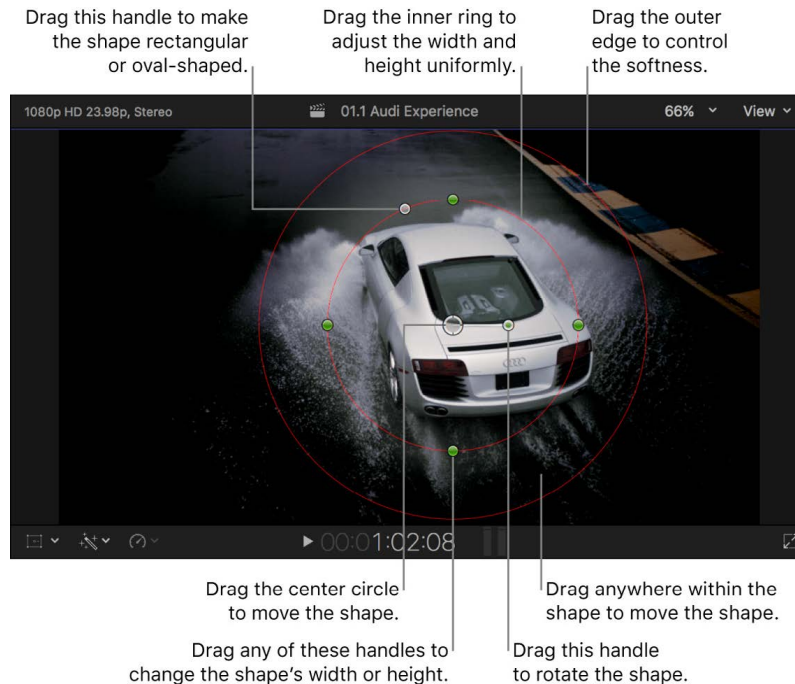 Drag this handle to make
the shape rectangular
or oval-shaped.
Drag the inner ring to
adjust the width and
height uniformly.
Drag the outer
edge to control
the softness.
1080p HD 23.98p, Stereo
01.1 Audi Experience
66%
View
00:01:02:08
Drag the center circle
to move the shape.
Drag anywhere within the
shape to move the shape.
Drag any of these handles to
change the shape's width or height.
Drag this handle
to rotate the shape.